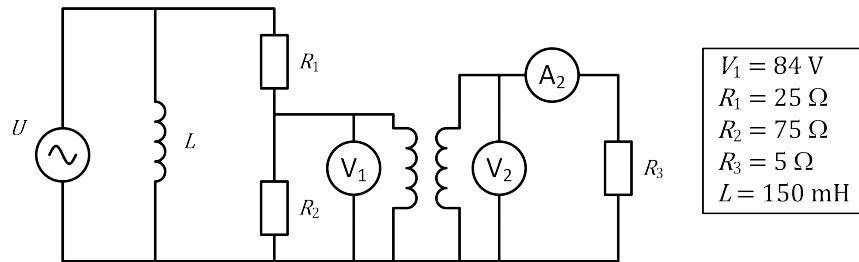 U
L
R₁
R₂
V₁
V₂
A₂
R₃
V₁ = 84 V
R₁ = 25 Ω
R₂ = 75 Ω
R₃ = 5 Ω
L = 150 mH